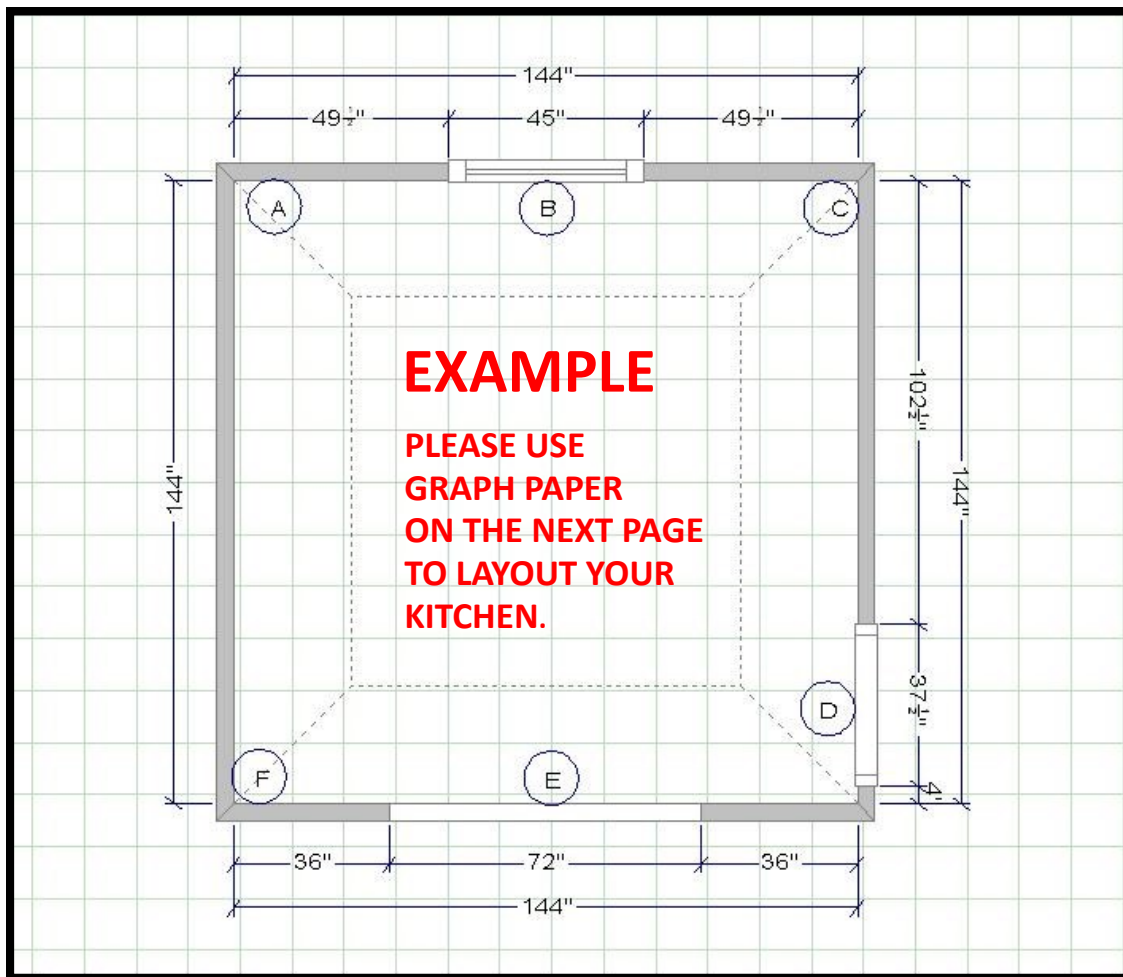 144"
49½" 45" 49½"
A B C
EXAMPLE
PLEASE USE
GRAPH PAPER
ON THE NEXT PAGE
TO LAYOUT YOUR
KITCHEN.
144"
102½"
144"
37½"
4"
D
F E
36" 72" 36"
144"